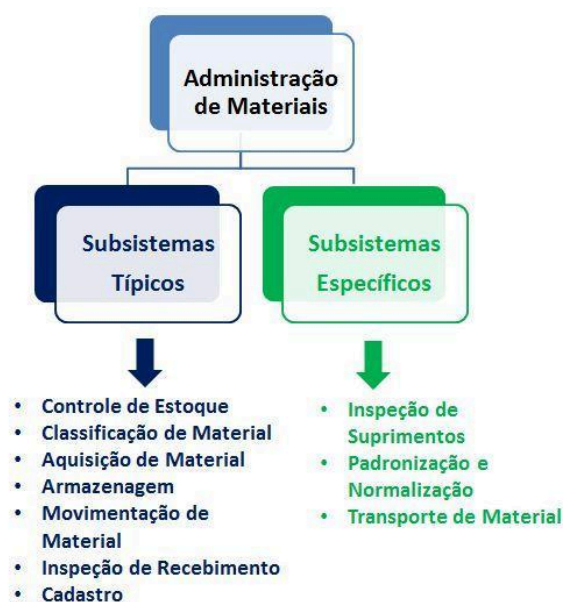 Administração
de Materiais
Subsistemas
Típicos
Subsistemas
Específicos
• Controle de Estoque
• Classificação de Material
• Aquisição de Material
• Armazenagem
• Movimentação de
Material
• Inspeção de Recebimento
• Cadastro
• Inspeção de
Suprimentos
• Padronização e
Normalização
• Transporte de Material